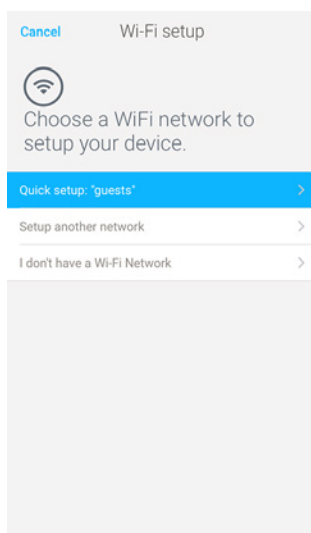 Cancel Wi-Fi setup
Choose a WiFi network to
setup your device.
Quick setup: "guests"
Setup another network
I don't have a Wi-Fi Network